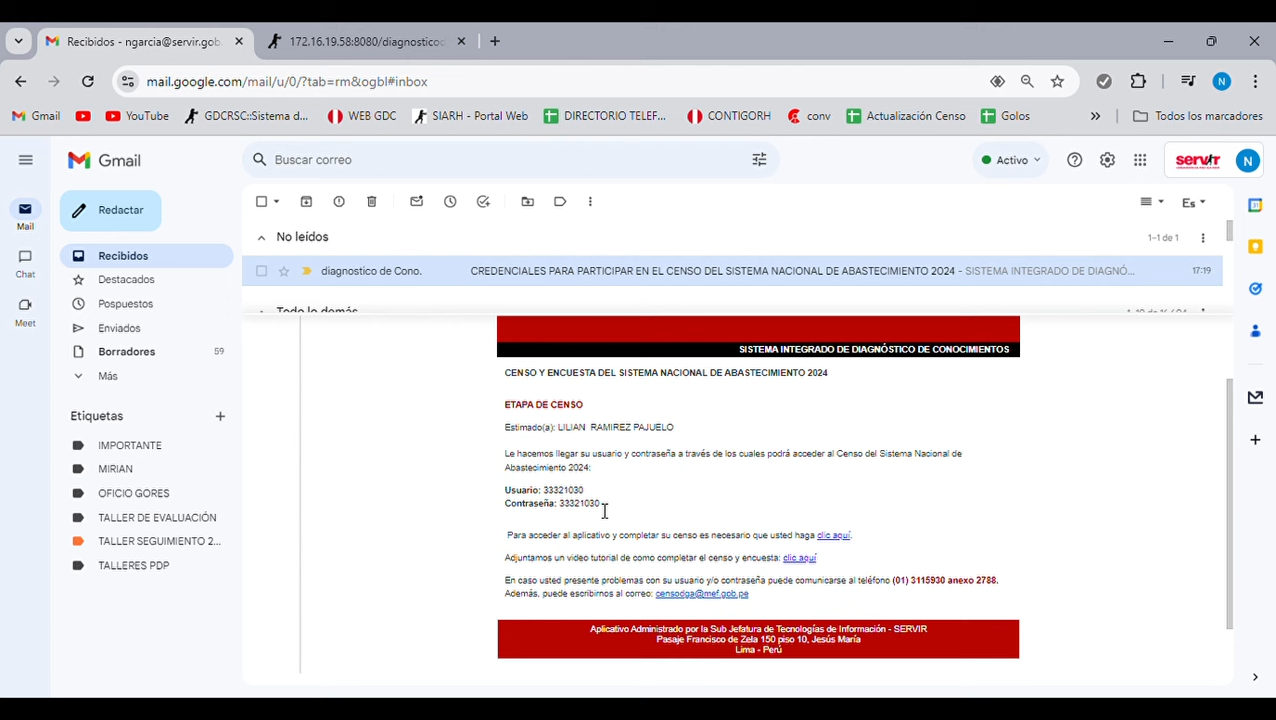 Recibidos - ngarcia@servir.gob.
172.16.19.58:8080/diagnosticoc
mail.google.com/mail/u/0/?tab=rm&ogbl#inbox
N
Gmail
YouTube
GDCRSC::Sistema d...
WEB GDC
SIARH - Portal Web
DIRECTORIO TELEF...
CONTIGORH
conv
Actualización Censo
Golos
Todos los marcadores
Gmail
Buscar correo
Activo
servir
N
Redactar
Es
Mail
Recibidos
No leídos
1–1 de 1
Chat
Destacados
diagnostico de Cono.
CREDENCIALES PARA PARTICIPAR EN EL CENSO DEL SISTEMA NACIONAL DE ABASTECIMIENTO 2024 - SISTEMA INTEGRADO DE DIAGNÓ...
17:19
Meet
Pospuestos
Todo lo demás
Enviados
Borradores
59
Más
SISTEMA INTEGRADO DE DIAGNÓSTICO DE CONOCIMIENTOS
CENSO Y ENCUESTA DEL SISTEMA NACIONAL DE ABASTECIMIENTO 2024
Etiquetas
ETAPA DE CENSO
IMPORTANTE
Estimado(a): LILIAN RAMIREZ PAJUELO
MIRIAN
Le hacemos llegar su usuario y contraseña a través de los cuales podrá acceder al Censo del Sistema Nacional de
Abastecimiento 2024:
OFICIO GORES
Usuario: 33321030
Contraseña: 33321030
TALLER DE EVALUACIÓN
TALLER SEGUIMIENTO 2...
Para acceder al aplicativo y completar su censo es necesario que usted haga clic aquí.
TALLERES PDP
Adjuntamos un video tutorial de como completar el censo y encuesta: clic aquí
En caso usted presente problemas con su usuario y/o contraseña puede comunicarse al teléfono (01) 3115930 anexo 2788.
Además, puede escribirnos al correo: censodga@mef.gob.pe
Aplicativo Administrado por la Sub Jefatura de Tecnologías de Información - SERVIR
Pasaje Francisco de Zela 150 piso 10, Jesús María
Lima - Perú